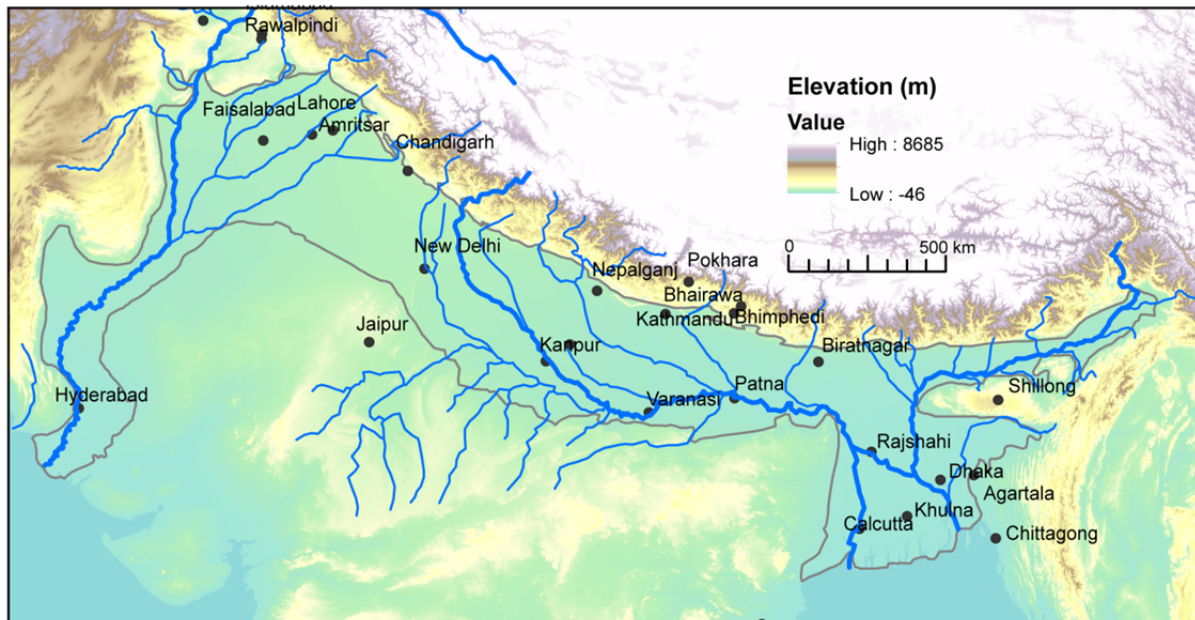 Rawalpindi
Faisalabad
Lahore
Amritsar
Chandigarh
Elevation (m)
Value
High : 8685
Low : -46
0 500 km
New Delhi
Nepalganj
Pokhara
Bhairawa
Kathmandu
Bhimphedi
Jaipur
Kanpur
Biratnagar
Hyderabad
Varanasi
Patna
Shillong
Rajshahi
Dhaka
Agartala
Khulna
Calcutta
Chittagong